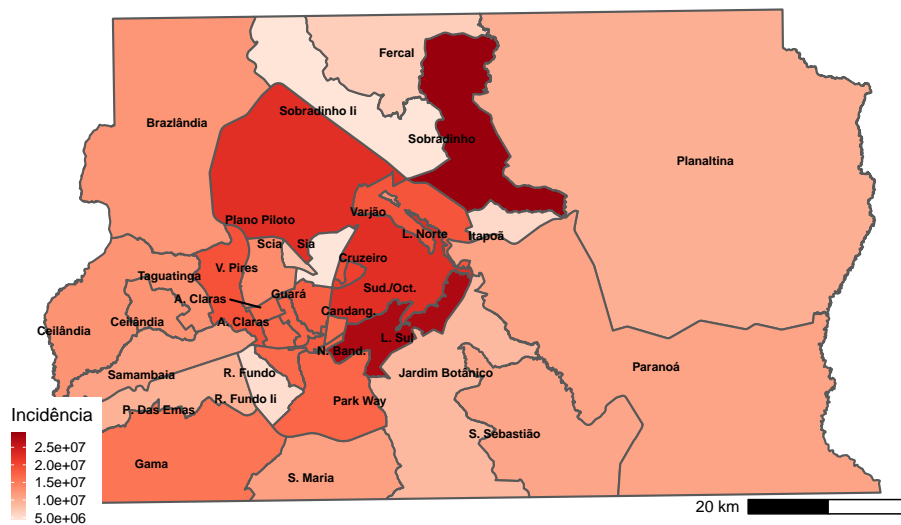 Fercal
Sobradinho Ii
Brazlândia
Sobradinho
Planaltina
Varjão
Plano Piloto
L. Norte
Itapoã
Scia
Sia
Cruzeiro
V. Pires
Taguatinga
Sud./Oct.
Guará
A. Claras
Candang.
Ceilândia
Ceilândia
A. Claras
L. Sul
N. Band.
Samambaia
R. Fundo
Jardim Botânico
Paranoá
R. Fundo Ii
Park Way
P. Das Emas
S. Sebastião
Gama
S. Maria
Incidência
2.5e+07
2.0e+07
1.5e+07
1.0e+07
5.0e+06
20 km